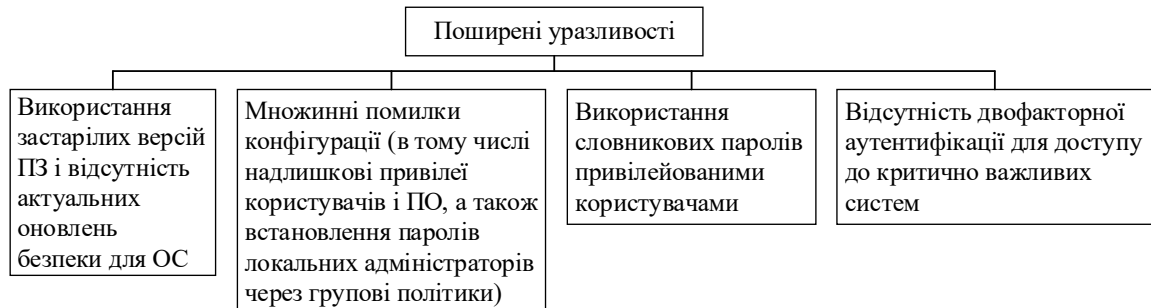 Поширені уразливості
Використання
застарілих версій
ПЗ і відсутність
актуальних
оновлень
безпеки для ОС
Множинні помилки
конфігурації (в тому числі
надлишкові привілеї
користувачів і ПО, а також
встановлення паролів
локальних адміністраторів
через групові політики)
Використання
словникових паролів
привілейованими
користувачами
Відсутність двофакторної
аутентифікації для доступу
до критично важливих
систем